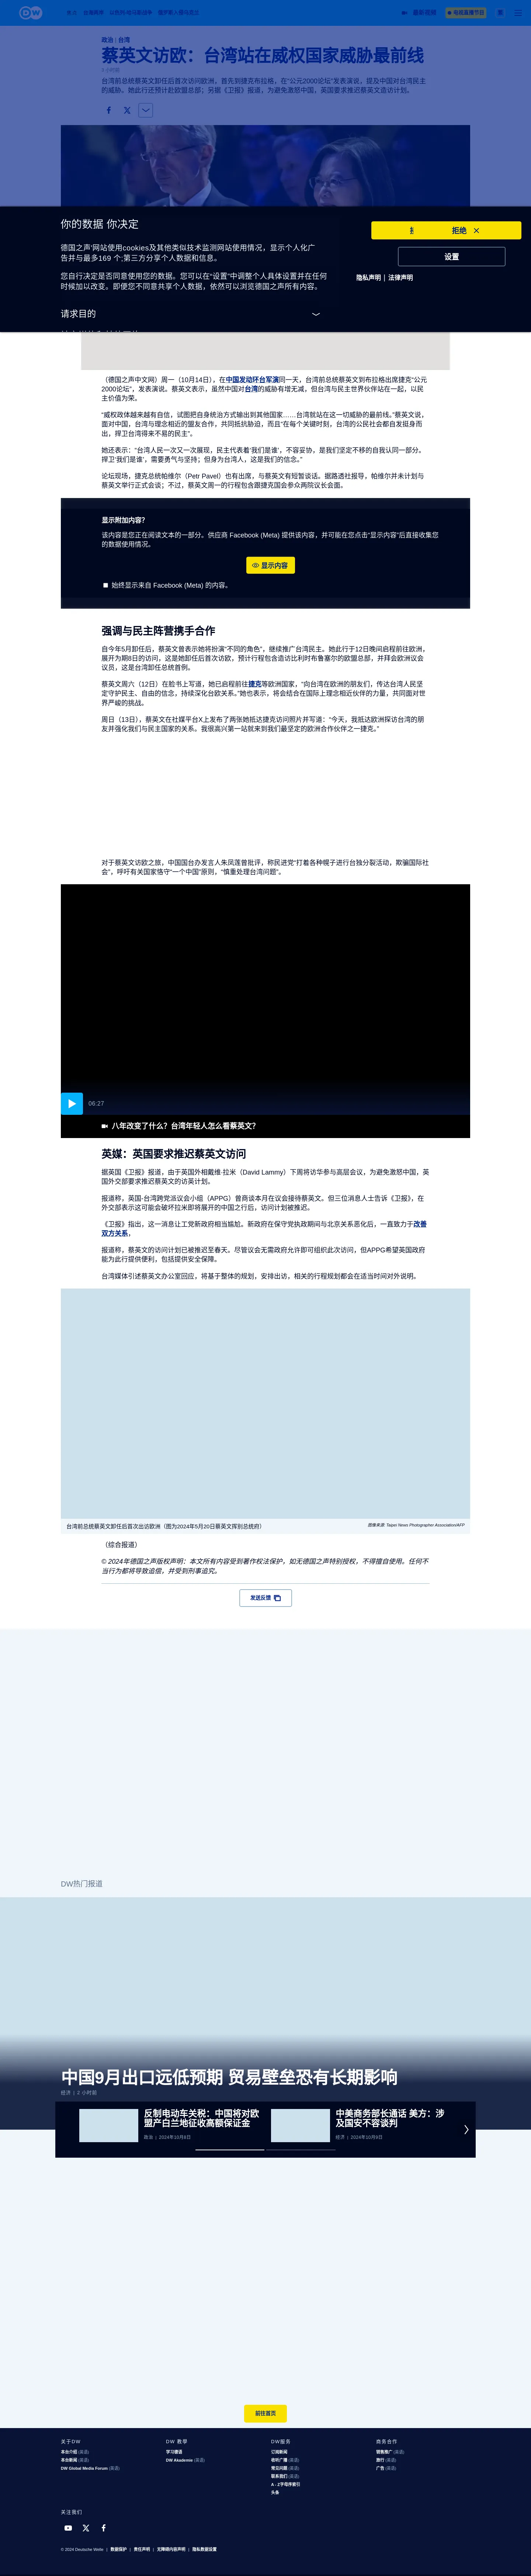 DW
最新视频
电视直播节目
政治 | 台湾
蔡英文访欧：台湾站在威权国家威胁最前线
台湾前总统蔡英文卸任后首次访问欧洲，首先到捷克布拉格，在“公元2000论坛”发表演说，提及中国对台湾民主
的威胁。她此行还预计赴欧盟总部；另据《卫报》报道，为避免激怒中国，英国要求推迟蔡英文造访计划。
你的数据 你决定
拒绝
设置
隐私声明 | 法律声明
德国之声'网站使用cookies及其他类似技术监测网站使用情况，显示个人化广
告并与最多169 个;第三方分享个人数据和信息。
您自行决定是否同意使用您的数据。您可以在“设置”中调整个人具体设置并在任何
时候加以改变。即便您不同意共享个人数据，依然可以浏览德国之声所有内容。
请求目的
（德国之声中文网）周一（10月14日），在中国发动环台军演同一天，台湾前总统蔡英文到布拉格出席捷克“公元
2000论坛”，发表演说。蔡英文表示，虽然中国对台湾的威胁有增无减，但台湾与民主世界伙伴站在一起，以民
主价值为荣。
“威权政体越来越有自信，试图把自身统治方式输出到其他国家……台湾就站在这一切威胁的最前线。”蔡英文说，
面对中国，台湾与理念相近的盟友合作，共同抵抗胁迫，而且“在每个关键时刻，台湾的公民社会都自发挺身而
出，捍卫台湾得来不易的民主”。
她还表示：“台湾人民一次又一次展现，民主代表着‘我们是谁’，不容妥协，是我们坚定不移的自我认同一部分。
捍卫‘我们是谁’，需要勇气与坚持；但身为台湾人，这是我们的信念。”
论坛现场，捷克总统帕维尔（Petr Pavel）也有出席，与蔡英文有短暂谈话。据路透社报导，帕维尔并未计划与
蔡英文举行正式会谈；不过，蔡英文周一的行程包含跟捷克国会参众两院议长会面。
显示附加内容？
该内容是您正在阅读文本的一部分。供应商 Facebook (Meta) 提供该内容，并可能在您点击“显示内容”后直接收集您
的数据使用情况。
显示内容
始终显示来自 Facebook (Meta) 的内容。
强调与民主阵营携手合作
自今年5月卸任后，蔡英文曾表示她将扮演“不同的角色”，继续推广台湾民主。她此行于12日晚间启程前往欧洲，
展开为期8日的访问，这是她卸任后首次访欧，预计行程包含造访比利时布鲁塞尔的欧盟总部，并拜会欧洲议会
议员，这是台湾卸任总统首例。
蔡英文周六（12日）在脸书上写道，她已启程前往捷克等欧洲国家，“向台湾在欧洲的朋友们，传达台湾人民坚
定守护民主、自由的信念，持续深化台欧关系。”她也表示，将会结合在国际上理念相近伙伴的力量，共同面对世
界严峻的挑战。
周日（13日），蔡英文在社媒平台X上发布了两张她抵达捷克访问照片并写道：“今天，我抵达欧洲探访台湾的朋
友并强化我们与民主国家的关系。我很高兴第一站就来到我们最坚定的欧洲合作伙伴之一捷克。”
对于蔡英文访欧之旅，中国国台办发言人朱凤莲曾批评，称民进党“打着各种幌子进行台独分裂活动，欺骗国际社
会”，呼吁有关国家恪守“一个中国”原则，“慎重处理台湾问题”。
06:27
八年改变了什么？台湾年轻人怎么看蔡英文？
英媒：英国要求推迟蔡英文访问
据英国《卫报》报道，由于英国外相戴维·拉米（David Lammy）下周将访华参与高层会议，为避免激怒中国，英
国外交部要求推迟蔡英文的访英计划。
报道称，英国-台湾跨党派议会小组（APPG）曾商谈本月在议会接待蔡英文。但三位消息人士告诉《卫报》，在
外交部表示这可能会破坏拉米即将展开的中国之行后，访问计划被推迟。
《卫报》指出，这一消息让工党新政府相当尴尬。新政府在保守党执政期间与北京关系恶化后，一直致力于改善
双方关系，
报道称，蔡英文的访问计划已被推迟至春天。尽管议会无需政府允许即可组织此次访问，但APPG希望英国政府
能为此行提供便利，包括提供安全保障。
台湾媒体引述蔡英文办公室回应，将基于整体的规划，安排出访，相关的行程规划都会在适当时间对外说明。
台湾前总统蔡英文卸任后首次出访欧洲（图为2024年5月20日蔡英文挥别总统府）
图像来源: Taipei News Photographer Association/AFP
（综合报道）
© 2024年德国之声版权声明：本文所有内容受到著作权法保护，如无德国之声特别授权，不得擅自使用。任何不
当行为都将导致追偿，并受到刑事追究。
发送反馈
DW热门报道
中国9月出口远低预期 贸易壁垒恐有长期影响
经济 | 2 小时前
反制电动车关税：中国将对欧
盟产白兰地征收高额保证金
政治 | 2024年10月8日
中美商务部长通话 美方：涉
及国安不容谈判
经济 | 2024年10月8日
前往首页
关于DW
本台介绍 (英语)
本台新闻 (英语)
DW Global Media Forum (英语)
DW 教学
学习德语
DW Akademie (英语)
DW服务
订阅新闻
收听广播 (英语)
常见问题 (英语)
联系我们 (英语)
A - Z字母序索引
头条
商务合作
销售推广 (英语)
旅行 (英语)
广告 (英语)
关注我们
© 2024 Deutsche Welle | 数据保护 | 责任声明 | 无障碍内容声明 | 隐私数据设置